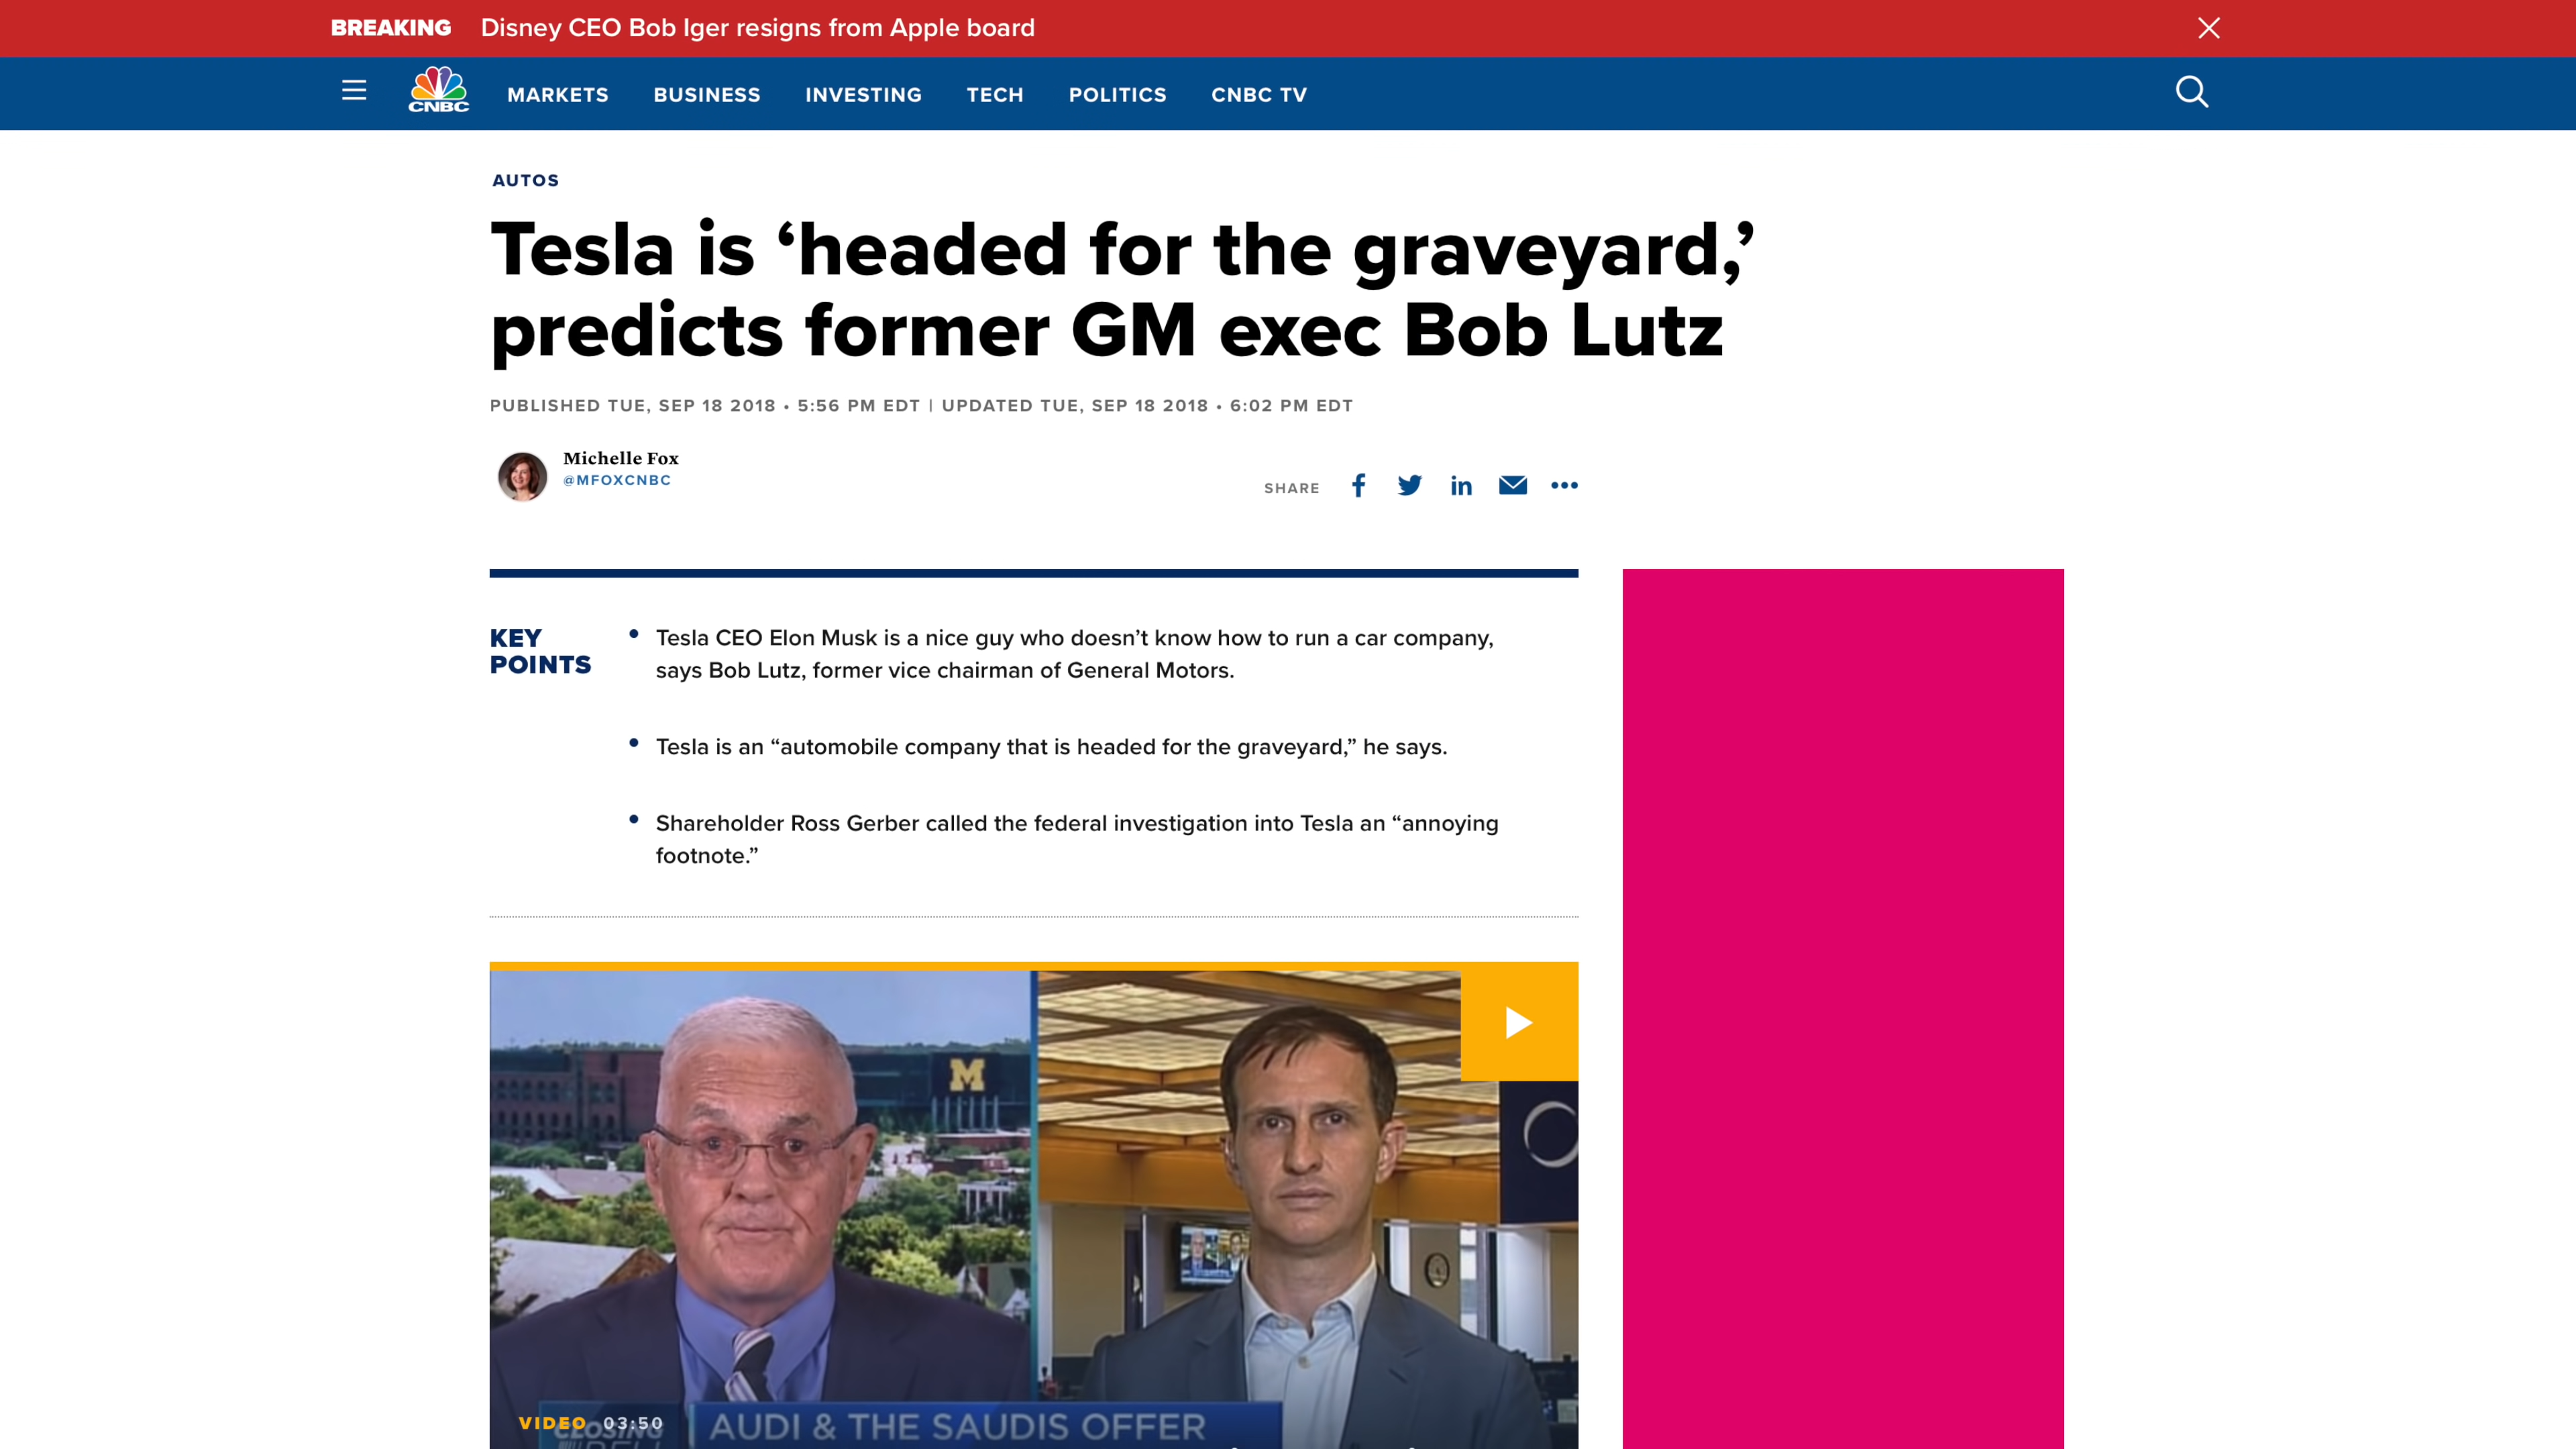 BREAKING Disney CEO Bob Iger resigns from Apple board
CNBC MARKETS BUSINESS INVESTING TECH POLITICS CNBC TV
AUTOS
Tesla is ‘headed for the graveyard,’
predicts former GM exec Bob Lutz
PUBLISHED TUE, SEP 18 2018 • 5:56 PM EDT | UPDATED TUE, SEP 18 2018 • 6:02 PM EDT
Michelle Fox
@MFOXCNBC
SHARE
KEY
POINTS
• Tesla CEO Elon Musk is a nice guy who doesn’t know how to run a car company,
says Bob Lutz, former vice chairman of General Motors.
• Tesla is an “automobile company that is headed for the graveyard,” he says.
• Shareholder Ross Gerber called the federal investigation into Tesla an “annoying
footnote.”
M
VIDEO 03:50
CLOSING
AUDI & THE SAUDIS OFFER